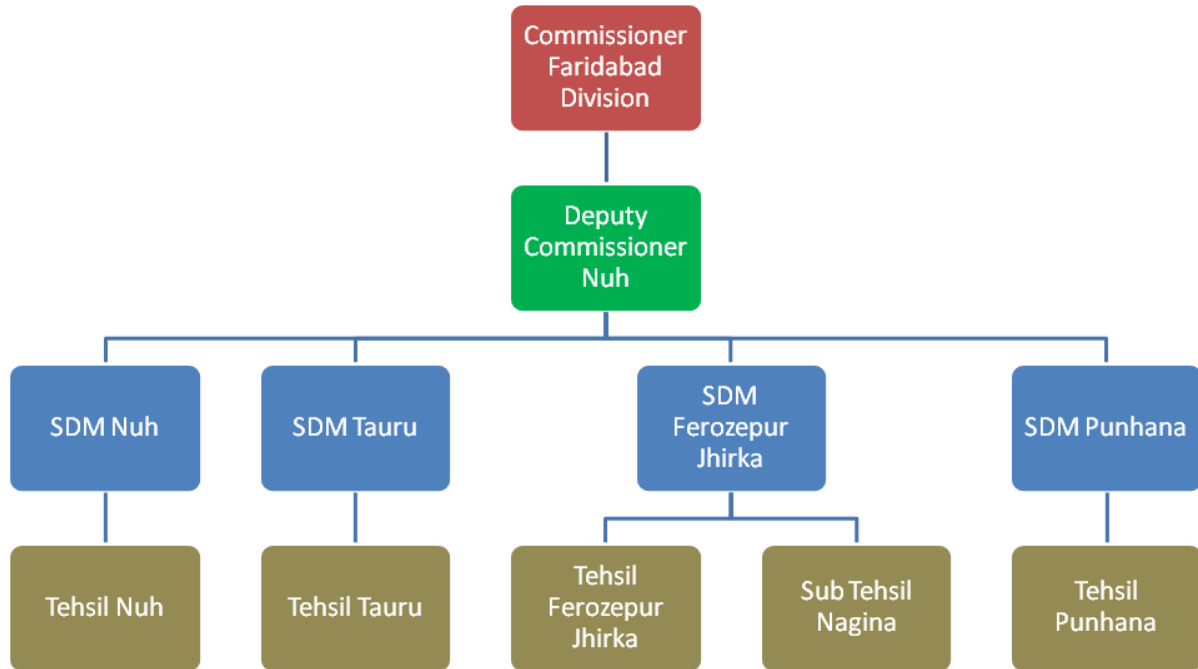 Commissioner
Faridabad
Division
Deputy
Commissioner
Nuh
SDM Nuh
SDM Tauru
SDM
Ferozepur
Jhirka
SDM Punhana
Tehsil Nuh
Tehsil Tauru
Tehsil
Ferozepur
Jhirka
Sub Tehsil
Nagina
Tehsil
Punhana